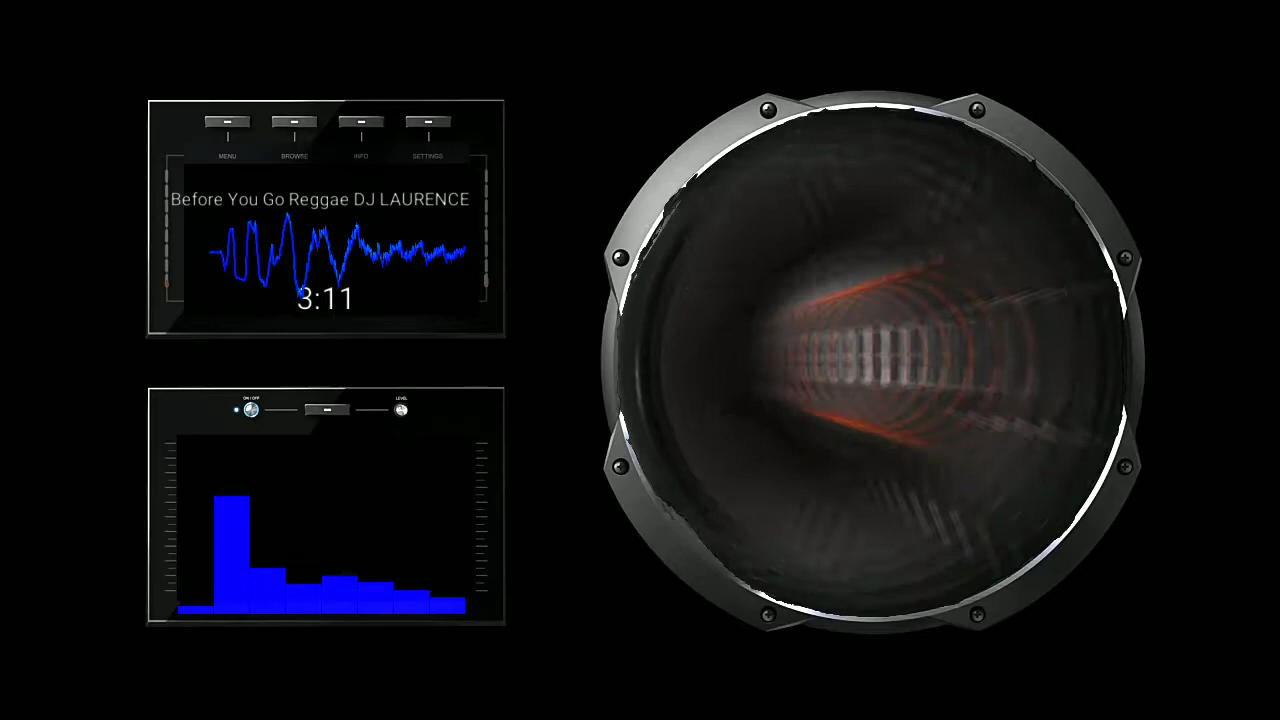 MENU BROWSE INFO SETTINGS
Before You Go Reggae DJ LAURENCE
3:11
ON / OFF LEVEL